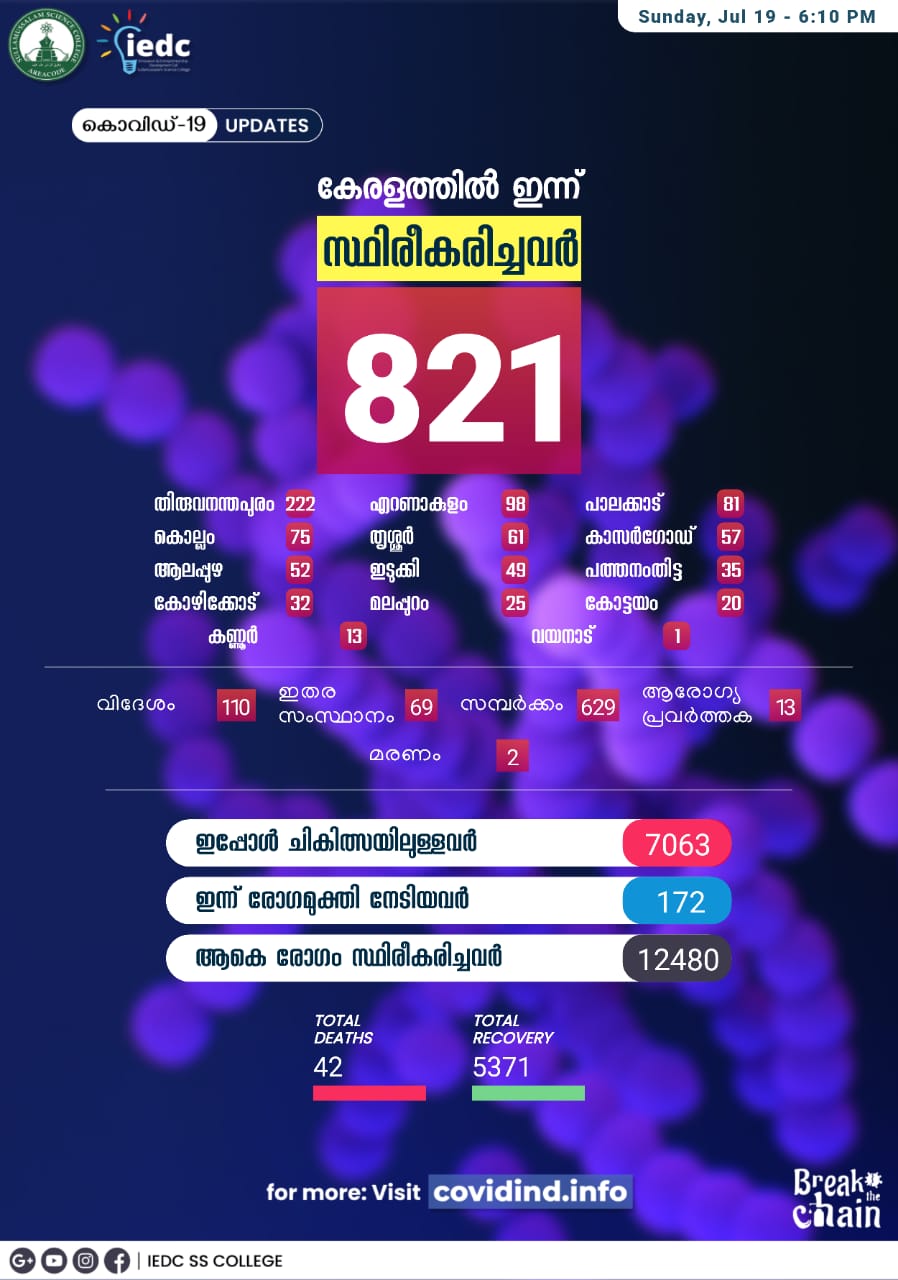 Sunday, Jul 19 - 6:10 PM
SULLAMUSSALAM SCIENCE COLLEGE
AREACODE
iedc
കൊവിഡ്-19 UPDATES
കേരളത്തിൽ ഇന്ന്
സ്ഥിരീകരിച്ചവർ
821
തിരുവനന്തപുരം 222 എറണാകുളം 98 പാലക്കാട് 81
കൊല്ലം 75 തൃശ്ശൂർ 61 കാസർഗോഡ് 57
ആലപ്പുഴ 52 ഇടുക്കി 49 പത്തനംതിട്ട 35
കോഴിക്കോട് 32 മലപ്പുറം 25 കോട്ടയം 20
കണ്ണൂർ 13 വയനാട് 1
വിദേശം 110
ഇതര
സംസ്ഥാനം 69
സമ്പർക്കം 629
ആരോഗ്യ
പ്രവർത്തക 13
മരണം 2
ഇപ്പോൾ ചികിത്സയിലുള്ളവർ 7063
ഇന്ന് രോഗമുക്തി നേടിയവർ 172
ആകെ രോഗം സ്ഥിരീകരിച്ചവർ 12480
TOTAL
DEATHS
42
TOTAL
RECOVERY
5371
for more: Visit covidind.info
Break
the
chain
IEDC SS COLLEGE